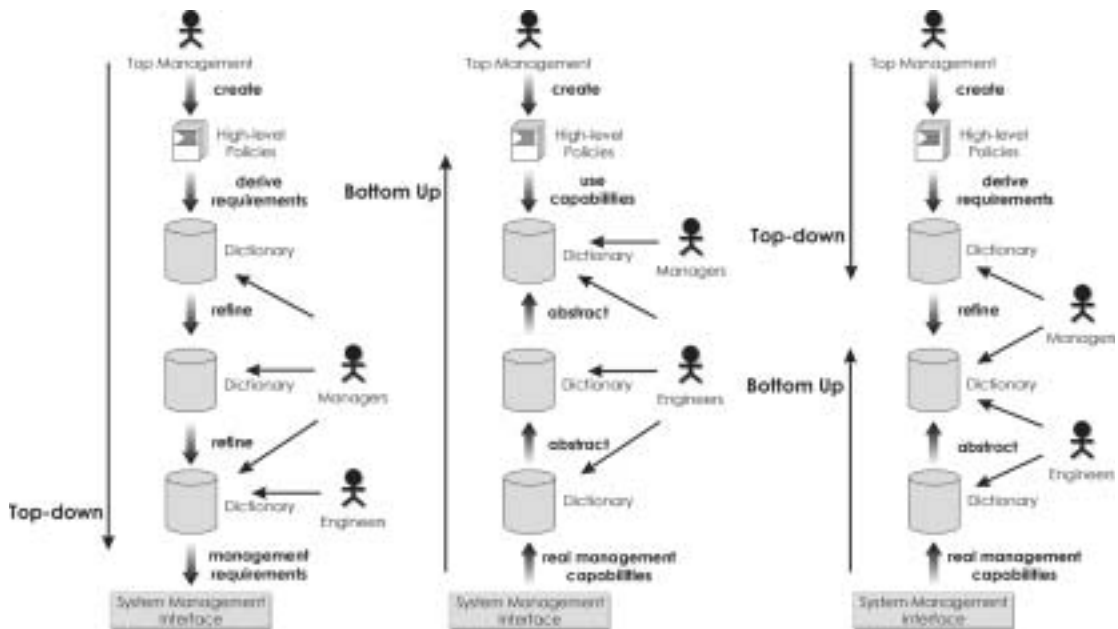 Top Management
create
High-level
Policies
derive
requirements
Dictionary
refine
Dictionary
Managers
refine
Dictionary
Engineers
Top-down
management
requirements
System Management
Interface
Top Management
create
High-level
Policies
Bottom Up
use
capabilities
Dictionary
Managers
abstract
Dictionary
Engineers
abstract
Dictionary
real management
capabilities
System Management
Interface
Top Management
create
High-level
Policies
derive
requirements
Top-down
Dictionary
refine
Managers
Dictionary
Bottom Up
abstract
Engineers
Dictionary
real management
capabilities
System Management
Interface